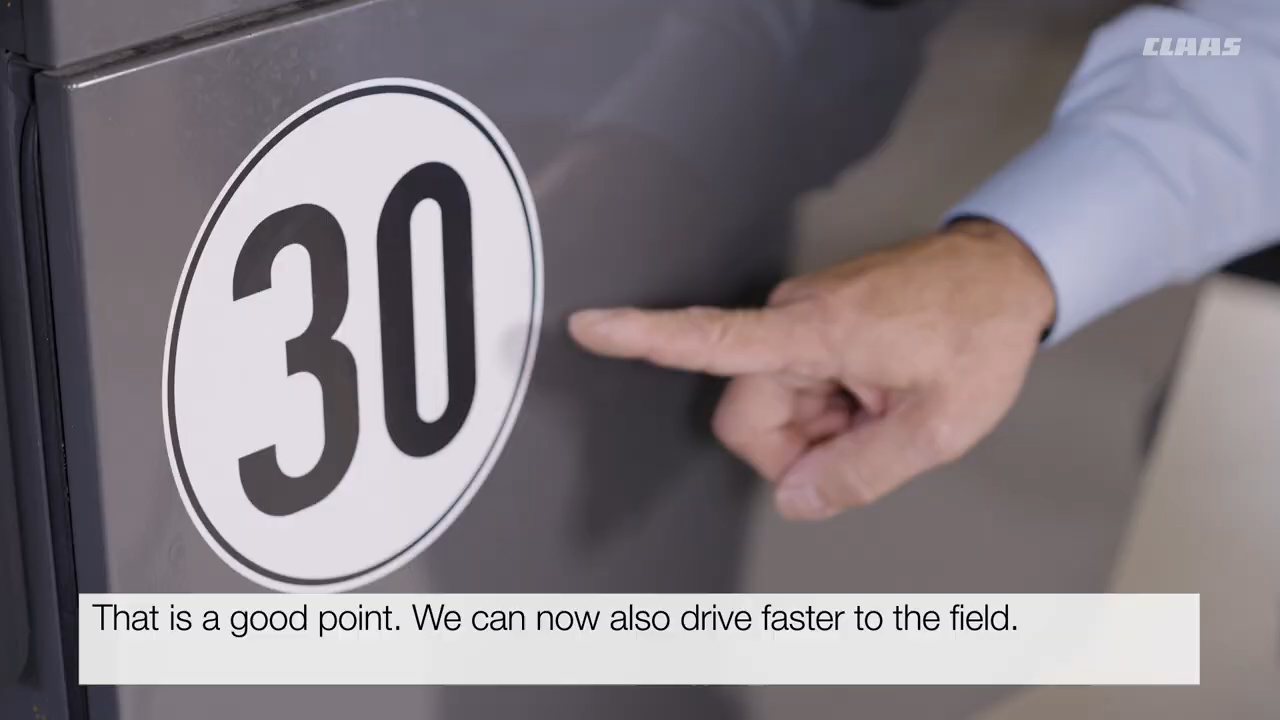 CLAAS
30
That is a good point. We can now also drive faster to the field.